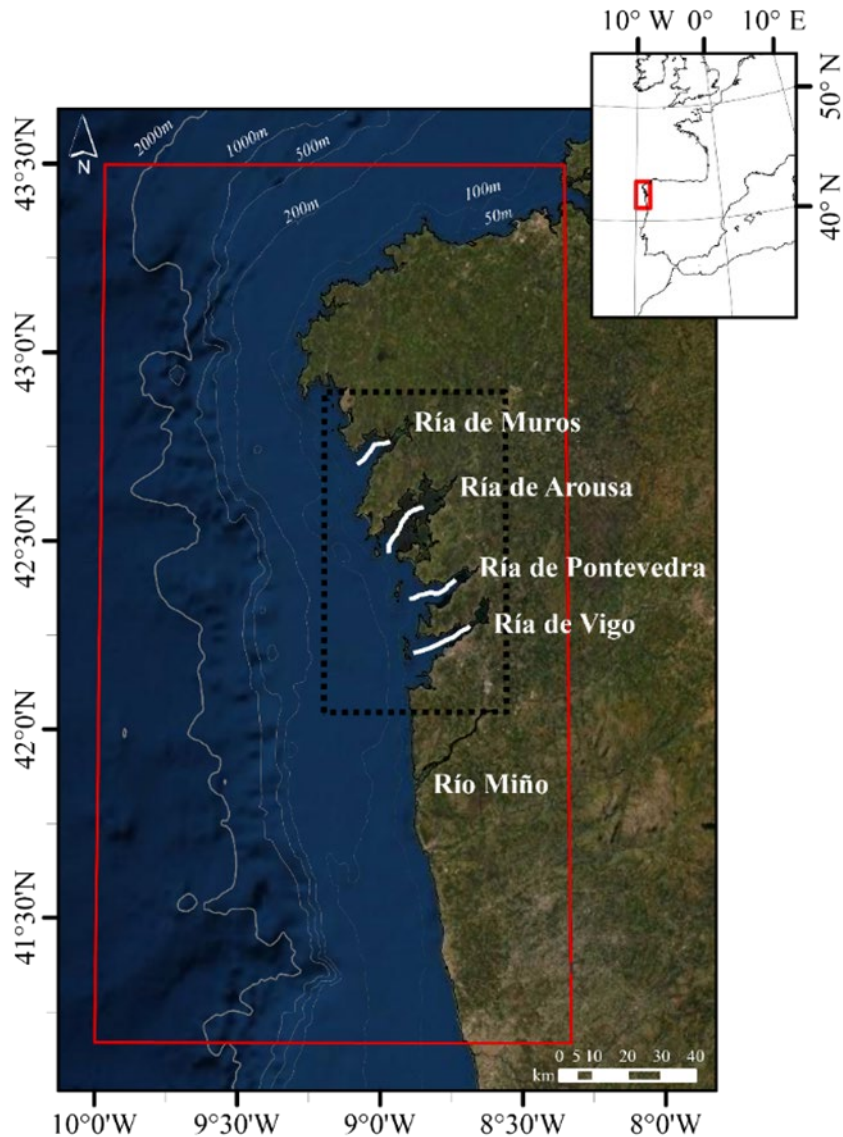 10° W 0° 10° E
50° N
40° N
N
2000m
1000m
500m
200m
100m
50m
43°30'N
43°0'N
42°30'N
42°0'N
41°30'N
Ría de Muros
Ría de Arousa
Ría de Pontevedra
Ría de Vigo
Río Miño
0 5 10 20 30 40
km
10°0'W 9°30'W 9°0'W 8°30'W 8°0'W